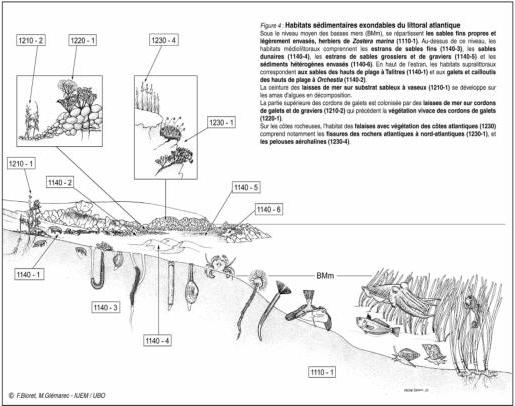 Figure 4 : Habitats sédimentaires exondables du littoral atlantique
Sous le niveau moyen des basses mers (BMm), se répartissent les sables fins propres et
légèrement envasés, herbiers de Zostera marina (1110-1). Au-dessus de ce niveau, les
habitats médiolittoraux comprennent les estrans de sables fins (1140-3), les sables
dunaires (1140-4), les estrans de sables grossiers et de graviers (1140-5) et les
sédiments hétérogènes envasés (1140-6). En haut de l'estran, les habitats supralittoraux
correspondent aux sables des hauts de plage à Talitres (1140-1) et aux galets et cailloutis
des hauts de plage à Orchestia (1140-2).
La ceinture des laisses de mer sur substrat sableux à vaseux (1210-1) se développe sur
les amas d'algues en décomposition.
La partie supérieure des cordons de galets est colonisée par des laisses de mer sur cordons
de galets et de graviers (1210-2) qui précèdent la végétation vivace des cordons de galets
(1220-1).
Sur les côtes rocheuses, l'habitat des falaises avec végétation des côtes atlantiques (1230)
comprend notamment les fissures des rochers atlantiques à nord-atlantiques (1230-1), et
les pelouses aérohalines (1230-4).
1210 - 2
1220 - 1
1230 - 4
1230 - 1
1210 - 1
1140 - 2
1140 - 5
1140 - 6
1140 - 1
1140 - 3
1140 - 4
BMm
1110 - 1
© F.Bioret, M.Glémarec - IUEM / UBO